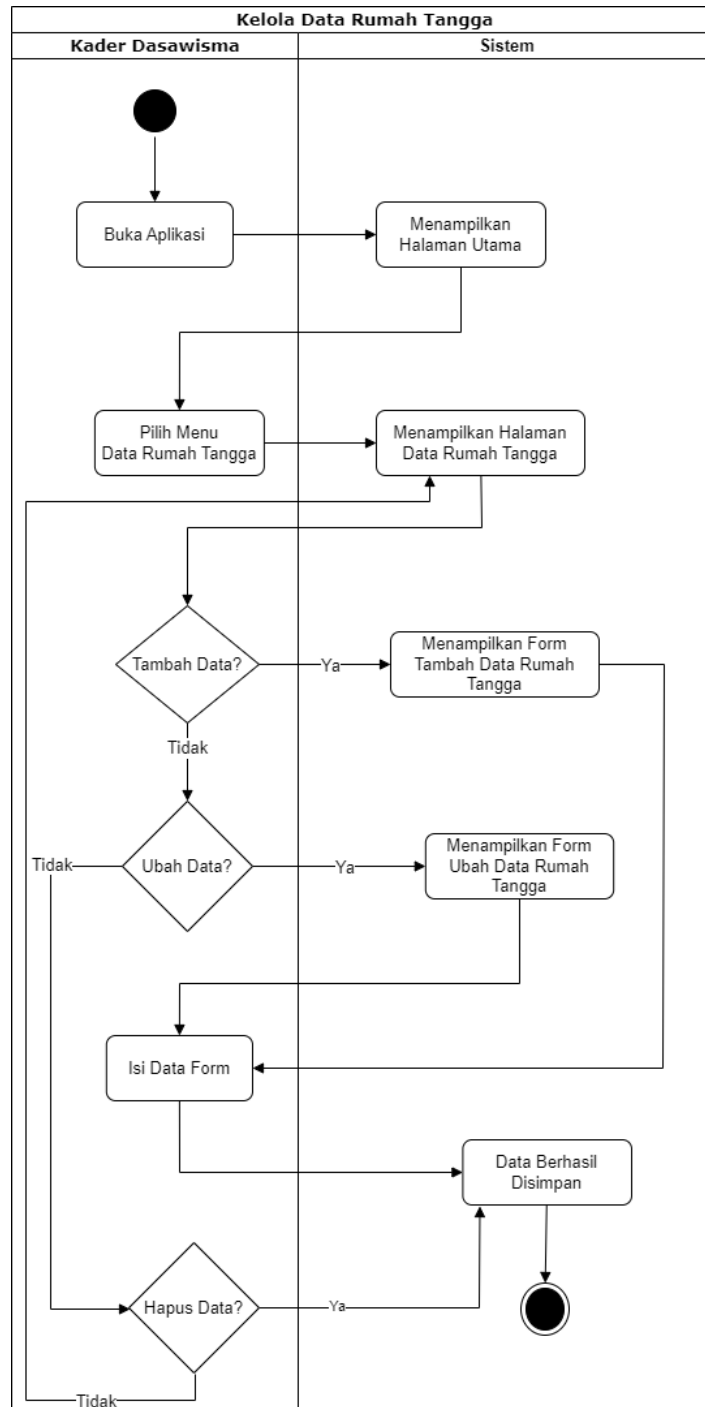 Kelola Data Rumah Tangga
Kader Dasawisma
Sistem
Buka Aplikasi
Menampilkan
Halaman Utama
Pilih Menu
Data Rumah Tangga
Menampilkan Halaman
Data Rumah Tangga
Tambah Data?
Ya
Menampilkan Form
Tambah Data Rumah
Tangga
Tidak
Tidak
Ubah Data?
Ya
Menampilkan Form
Ubah Data Rumah
Tangga
Isi Data Form
Data Berhasil
Disimpan
Hapus Data?
Ya
Tidak